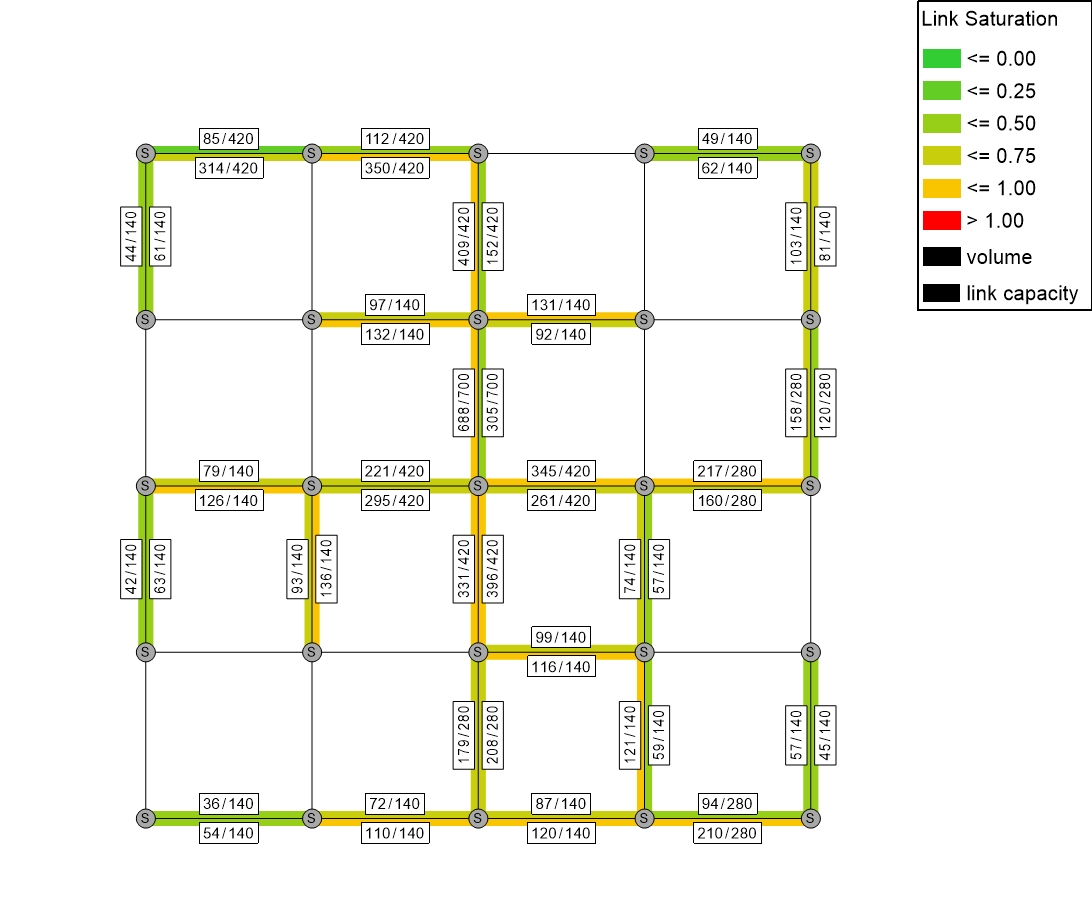 Link Saturation
<= 0.00
<= 0.25
<= 0.50
<= 0.75
<= 1.00
> 1.00
volume
link capacity
85/420 112/420 49/140
S S S S S
314/420 350/420 62/140
44/140 61/140 409/420 152/420 103/140 81/140
97/140 131/140
S S S S S
132/140 92/140
688/700 305/700 158/280 120/280
79/140 221/420 345/420 217/280
S S S S S
126/140 295/420 261/420 160/280
42/140 63/140 93/140 136/140 331/420 396/420 74/140 57/140
99/140
S S S S S
116/140
179/280 208/280 121/140 59/140 57/140 45/140
36/140 72/140 87/140 94/280
S S S S S
54/140 110/140 120/140 210/280